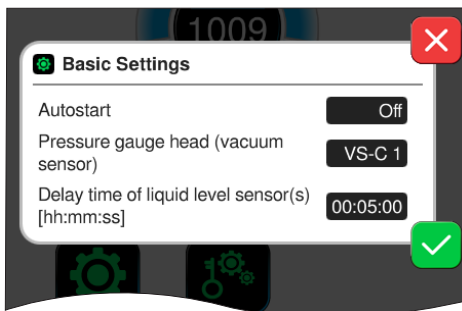 1009
Basic Settings
Autostart Off
Pressure gauge head (vacuum
sensor) VS-C 1
Delay time of liquid level sensor(s)
[hh:mm:ss] 00:05:00